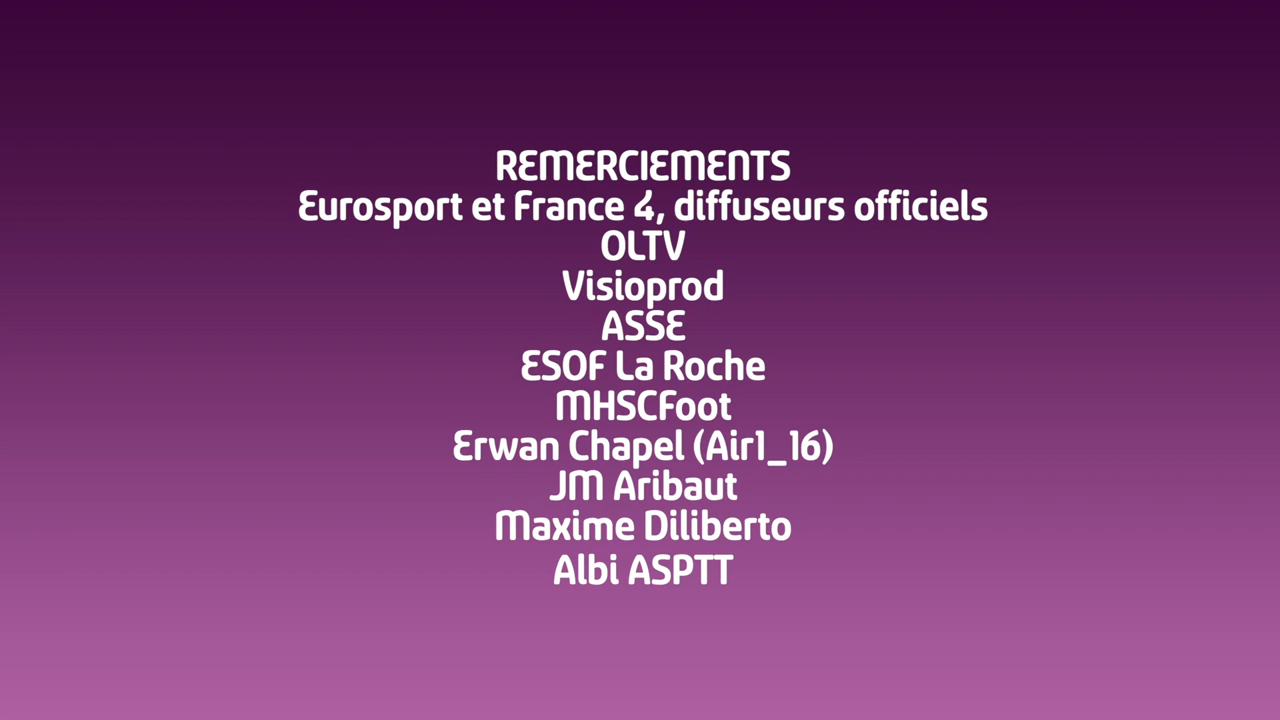 REMERCIEMENTS
Eurosport et France 4, diffuseurs officiels
OLTV
Visioprod
ASSE
ESOF La Roche
MHSCFoot
Erwan Chapel (Air1_16)
JM Aribaut
Maxime Diliberto
Albi ASPTT